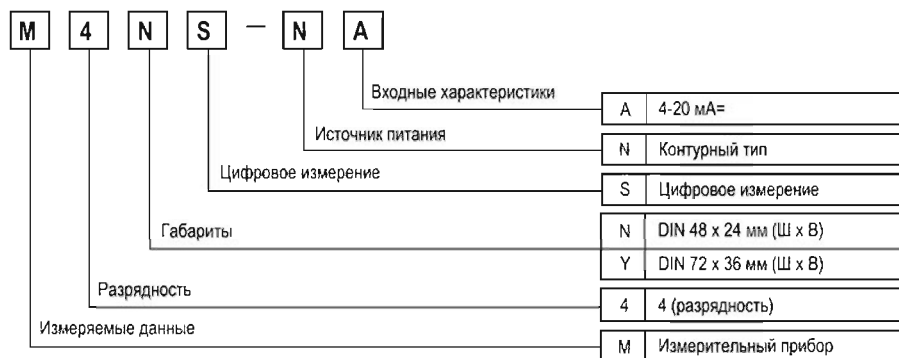 M 4 N S – N A
Входные характеристики
A 4-20 мА=
Источник питания
N Контурный тип
Цифровое измерение
S Цифровое измерение
Габариты
N DIN 48 x 24 мм (Ш x В)
Y DIN 72 x 36 мм (Ш x В)
Разрядность
4 4 (разрядность)
Измеряемые данные
M Измерительный прибор